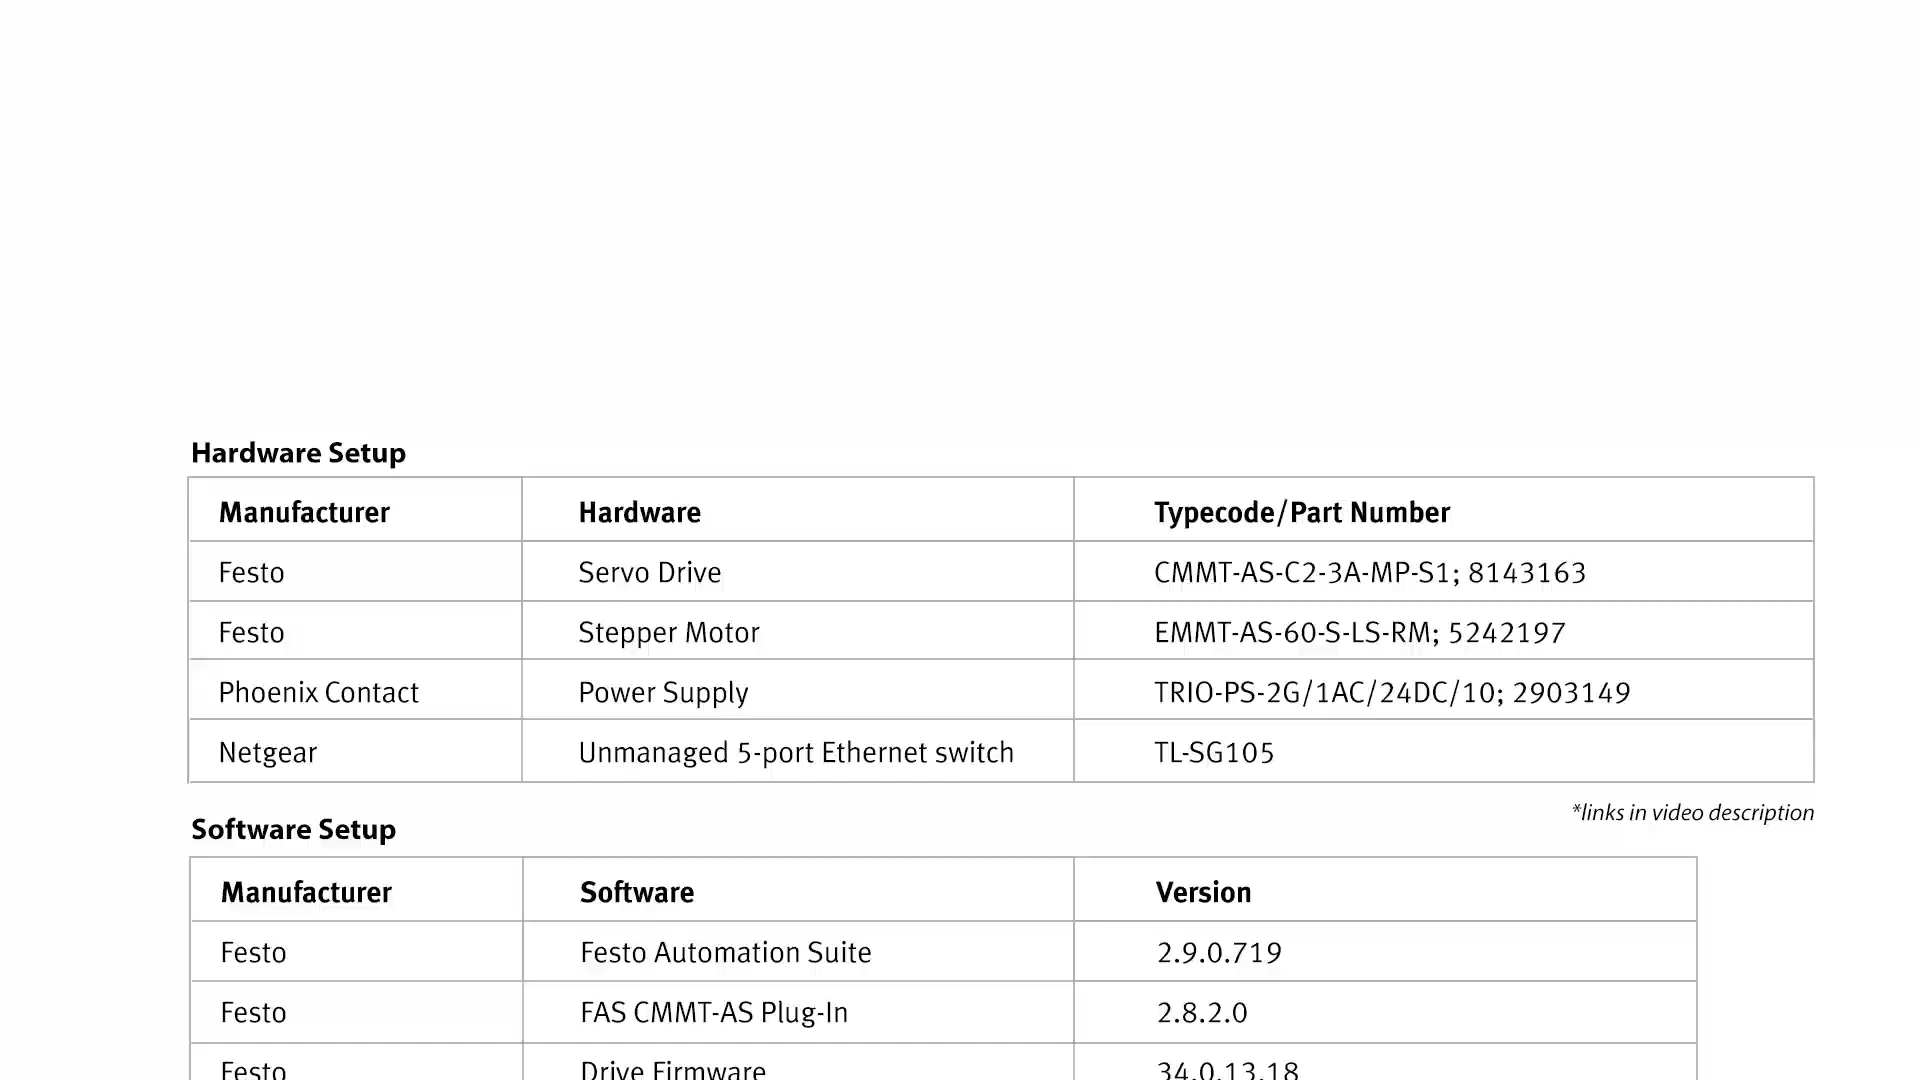 Hardware Setup
Manufacturer Hardware Typecode/Part Number
Festo Servo Drive CMMT-AS-C2-3A-MP-S1; 8143163
Festo Stepper Motor EMMT-AS-60-S-LS-RM; 5242197
Phoenix Contact Power Supply TRIO-PS-2G/1AC/24DC/10; 2903149
Netgear Unmanaged 5-port Ethernet switch TL-SG105
*links in video description
Software Setup
Manufacturer Software Version
Festo Festo Automation Suite 2.9.0.719
Festo FAS CMMT-AS Plug-In 2.8.2.0
Festo Drive Firmware 34.0.13.18